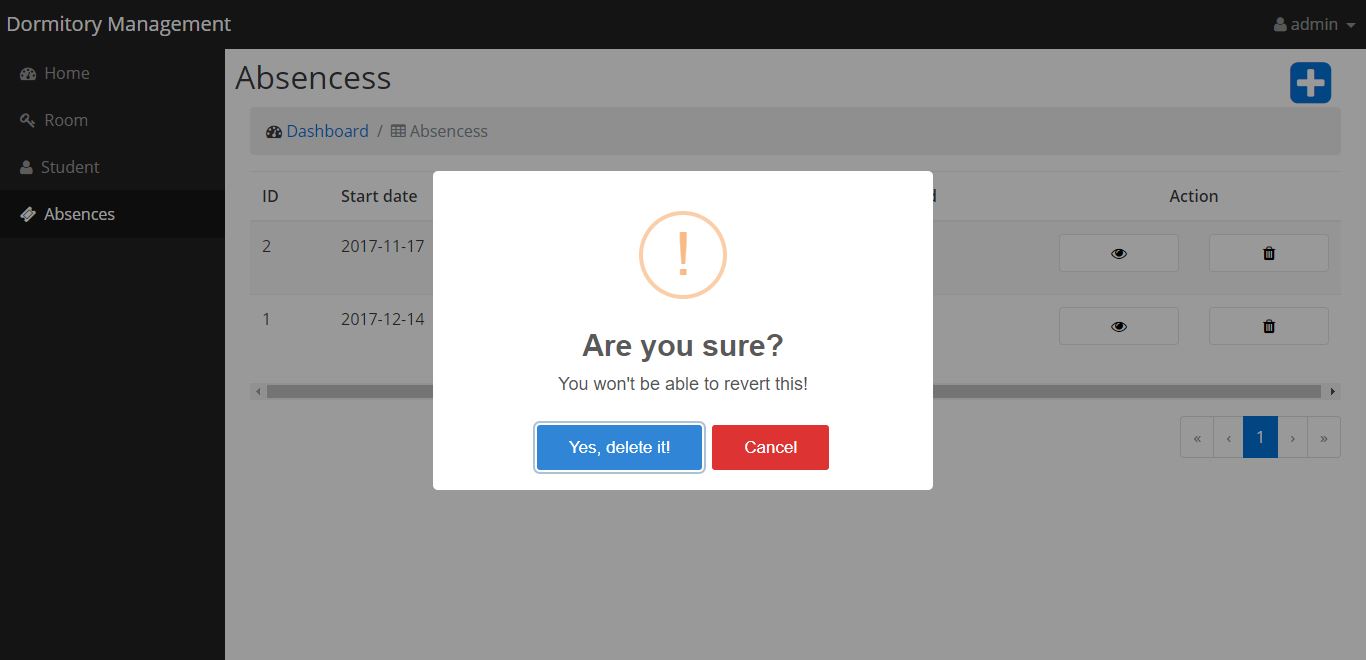 Dormitory Management
admin
Home
Room
Student
Absences
Absencess
Dashboard / Absencess
ID Start date Action
2 2017-11-17
1 2017-12-14
!
Are you sure?
You won't be able to revert this!
Yes, delete it! Cancel
« ‹ 1 › »